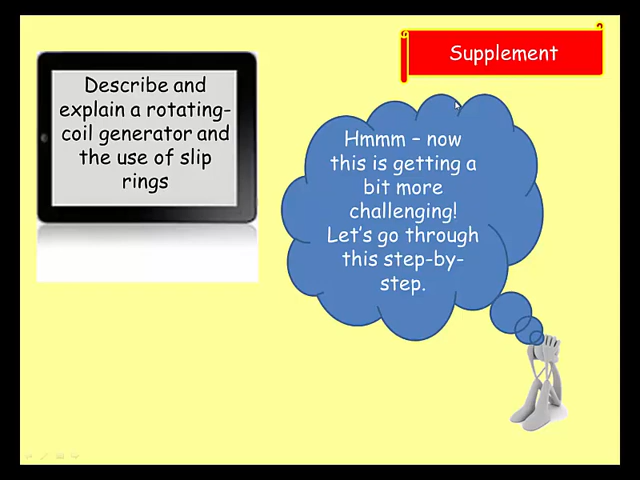 Supplement
Describe and
explain a rotating-
coil generator and
the use of slip
rings
Hmmm – now
this is getting a
bit more
challenging!
Let's go through
this step-by-
step.